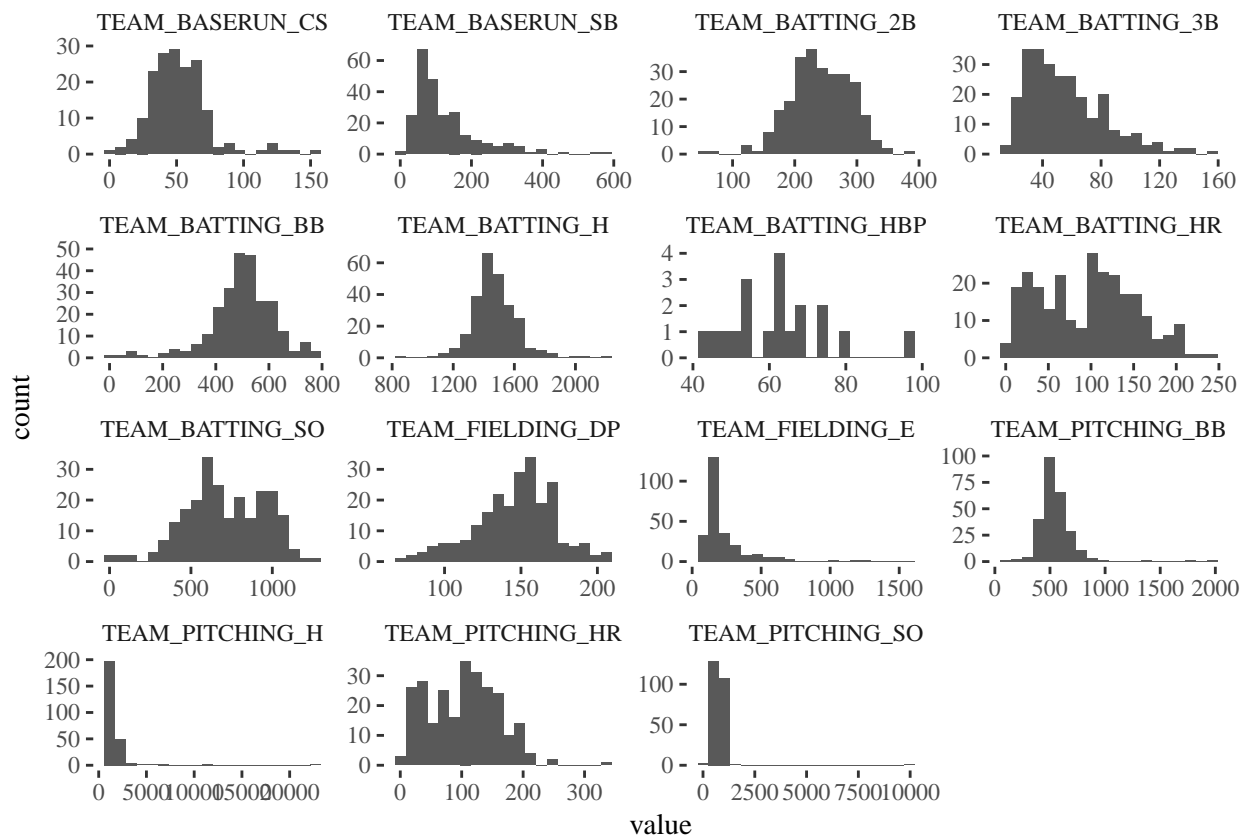 TEAM_BASERUN_CS
TEAM_BASERUN_SB
TEAM_BATTING_2B
TEAM_BATTING_3B
30
20
10
0
0 50 100 150
60
40
20
0
0 200 400 600
30
20
10
0
100 200 300 400
30
20
10
0
40 80 120 160
TEAM_BATTING_BB
TEAM_BATTING_H
TEAM_BATTING_HBP
TEAM_BATTING_HR
50
40
30
20
10
0
0 200 400 600 800
60
40
20
0
800 1200 1600 2000
4
3
2
1
0
40 60 80 100
20
10
0
0 50 100 150 200 250
count
TEAM_BATTING_SO
TEAM_FIELDING_DP
TEAM_FIELDING_E
TEAM_PITCHING_BB
30
20
10
0
0 500 1000
30
20
10
0
100 150 200
100
50
0
0 500 1000 1500
100
75
50
25
0
0 500 1000 1500 2000
TEAM_PITCHING_H
TEAM_PITCHING_HR
TEAM_PITCHING_SO
200
150
100
50
0
0 5000 10000 15000 20000
30
20
10
0
0 100 200 300
100
50
0
0 2500 5000 7500 10000
value